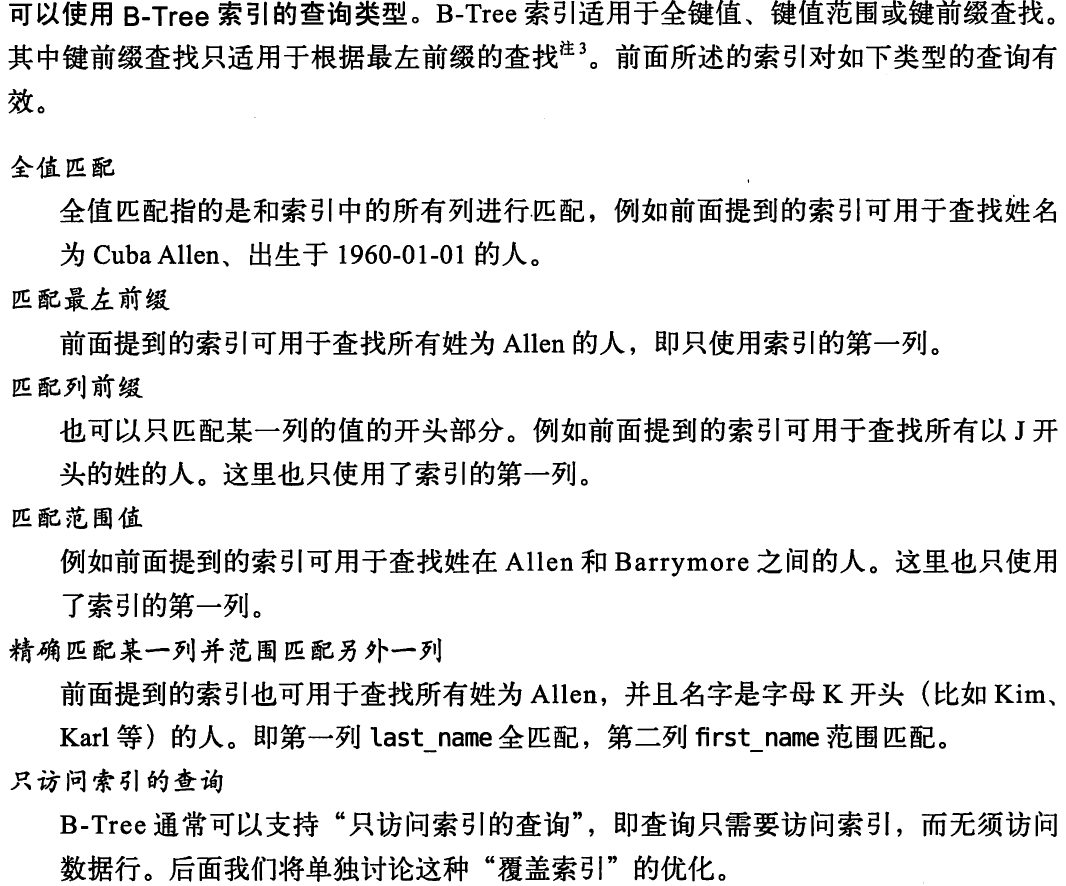 可以使用 B-Tree 索引的查询类型。B-Tree 索引适用于全键值、键值范围或键前缀查找。
其中键前缀查找只适用于根据最左前缀的查找注3。前面所述的索引对如下类型的查询有
效。
全值匹配
全值匹配指的是和索引中的所有列进行匹配，例如前面提到的索引可用于查找姓名
为 Cuba Allen、出生于 1960-01-01 的人。
匹配最左前缀
前面提到的索引可用于查找所有姓为 Allen 的人，即只使用索引的第一列。
匹配列前缀
也可以只匹配某一列的值的开头部分。例如前面提到的索引可用于查找所有以 J 开
头的姓的人。这里也只使用了索引的第一列。
匹配范围值
例如前面提到的索引可用于查找姓在 Allen 和 Barrymore 之间的人。这里也只使用
了索引的第一列。
精确匹配某一列并范围匹配另外一列
前面提到的索引也可用于查找所有姓为 Allen，并且名字是字母 K 开头（比如 Kim、
Karl 等）的人。即第一列 last_name 全匹配，第二列 first_name 范围匹配。
只访问索引的查询
B-Tree 通常可以支持“只访问索引的查询”，即查询只需要访问索引，而无须访问
数据行。后面我们将单独讨论这种“覆盖索引”的优化。